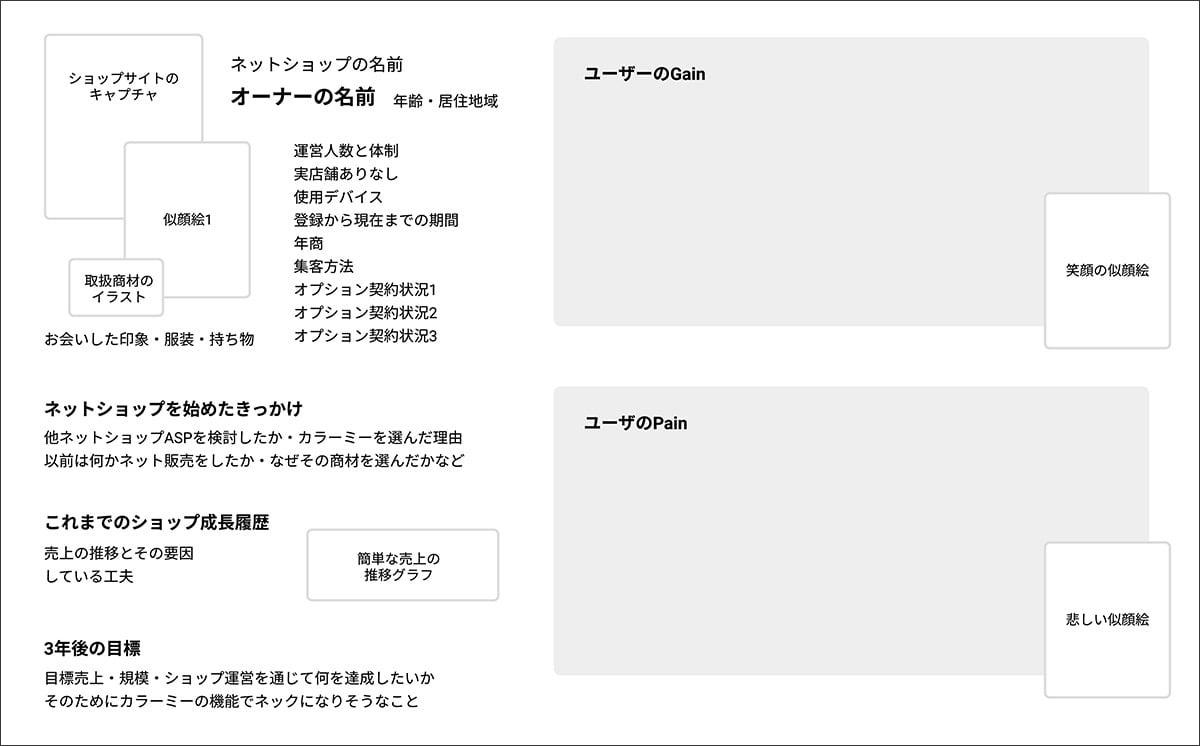 ショップサイトの
キャプチャ
ネットショップの名前
オーナーの名前 年齢・居住地域
似顔絵1
取扱商材の
イラスト
お会いした印象・服装・持ち物
運営人数と体制
実店舗ありなし
使用デバイス
登録から現在までの期間
年商
集客方法
オプション契約状況1
オプション契約状況2
オプション契約状況3
ネットショップを始めたきっかけ
他ネットショップASPを検討したか・カラーミーを選んだ理由
以前は何かネット販売をしたか・なぜその商材を選んだかなど
これまでのショップ成長履歴
売上の推移とその要因
している工夫
簡単な売上の
推移グラフ
3年後の目標
目標売上・規模・ショップ運営を通じて何を達成したいか
そのためにカラーミーの機能でネックになりそうなこと
ユーザーのGain
笑顔の似顔絵
ユーザのPain
悲しい似顔絵